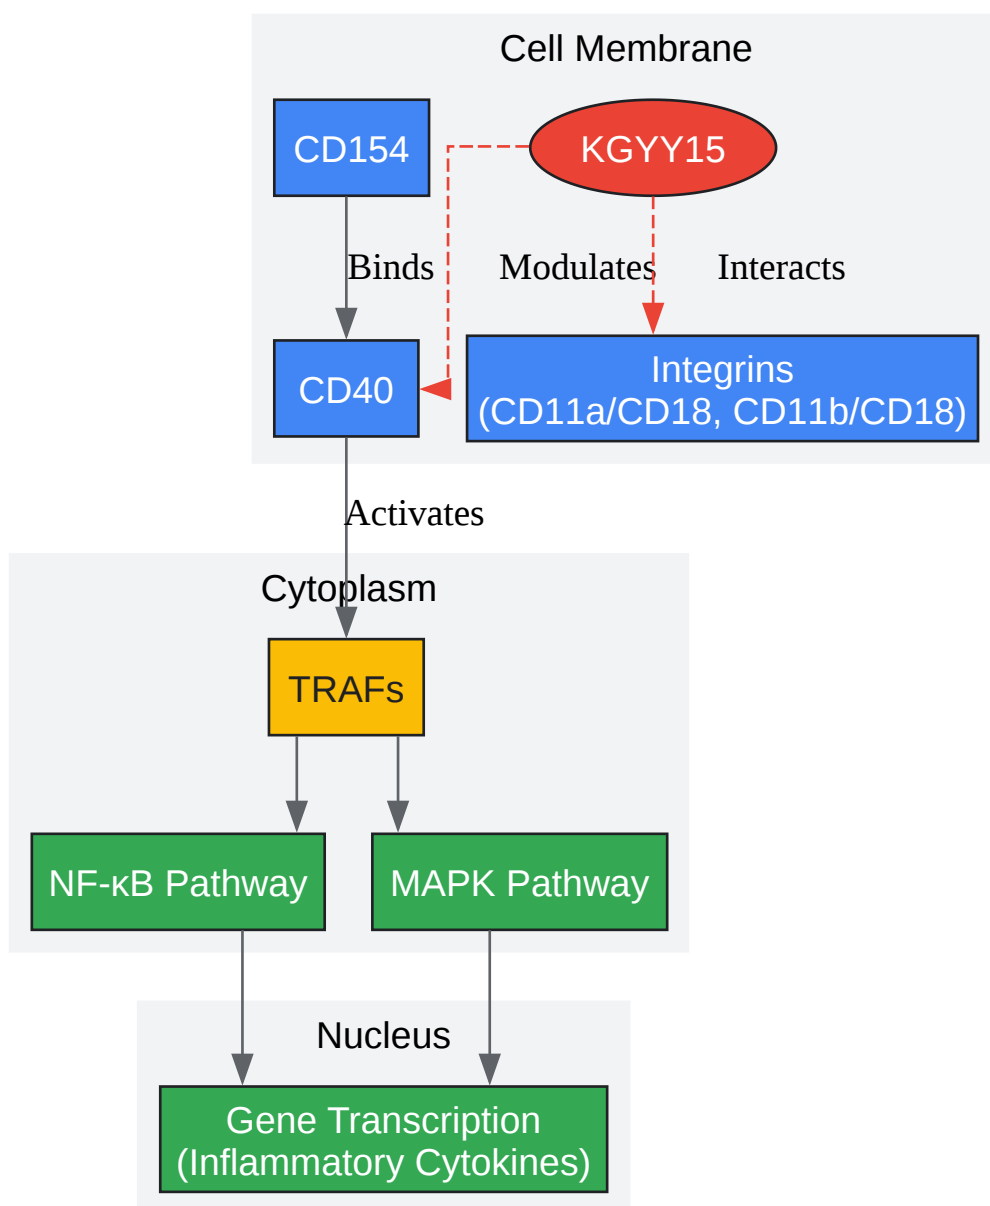 Cell Membrane
CD154
KGYY15
Binds
Modulates
Interacts
CD40
Integrins
(CD11a/CD18, CD11b/CD18)
Activates
Cytoplasm
TRAFs
NF-κB Pathway
MAPK Pathway
Nucleus
Gene Transcription
(Inflammatory Cytokines)